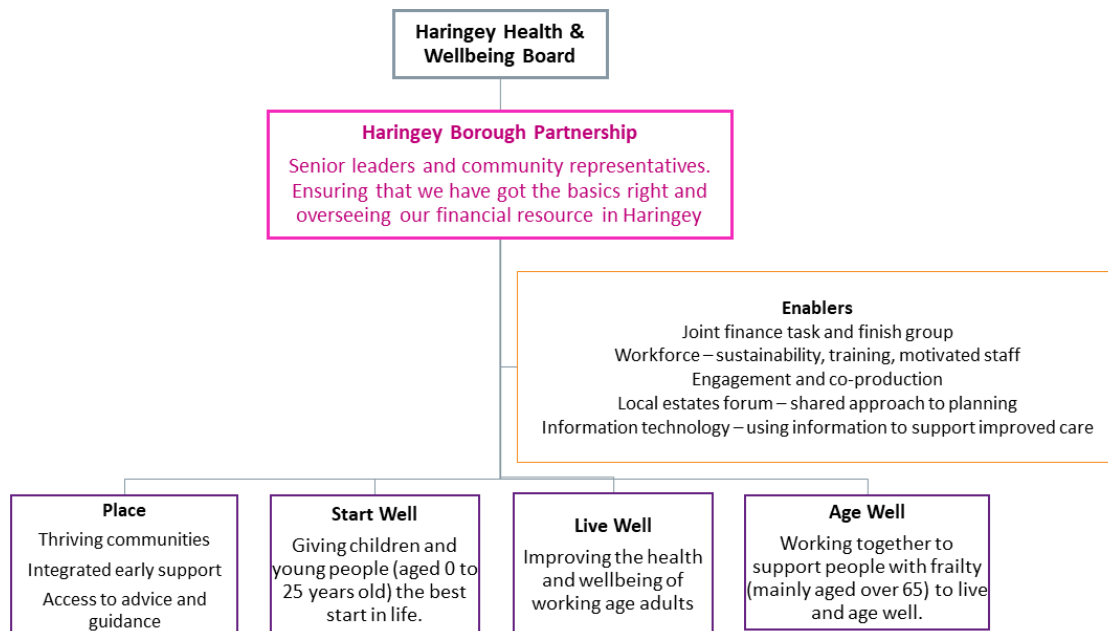 Haringey Health &
Wellbeing Board
Haringey Borough Partnership
Senior leaders and community representatives.
Ensuring that we have got the basics right and
overseeing our financial resource in Haringey
Enablers
Joint finance task and finish group
Workforce – sustainability, training, motivated staff
Engagement and co-production
Local estates forum – shared approach to planning
Information technology – using information to support improved care
Place
Thriving communities
Integrated early support
Access to advice and
guidance
Start Well
Giving children and
young people (aged 0 to
25 years old) the best
start in life.
Live Well
Improving the health
and wellbeing of
working age adults
Age Well
Working together to
support people with frailty
(mainly aged over 65) to live
and age well.